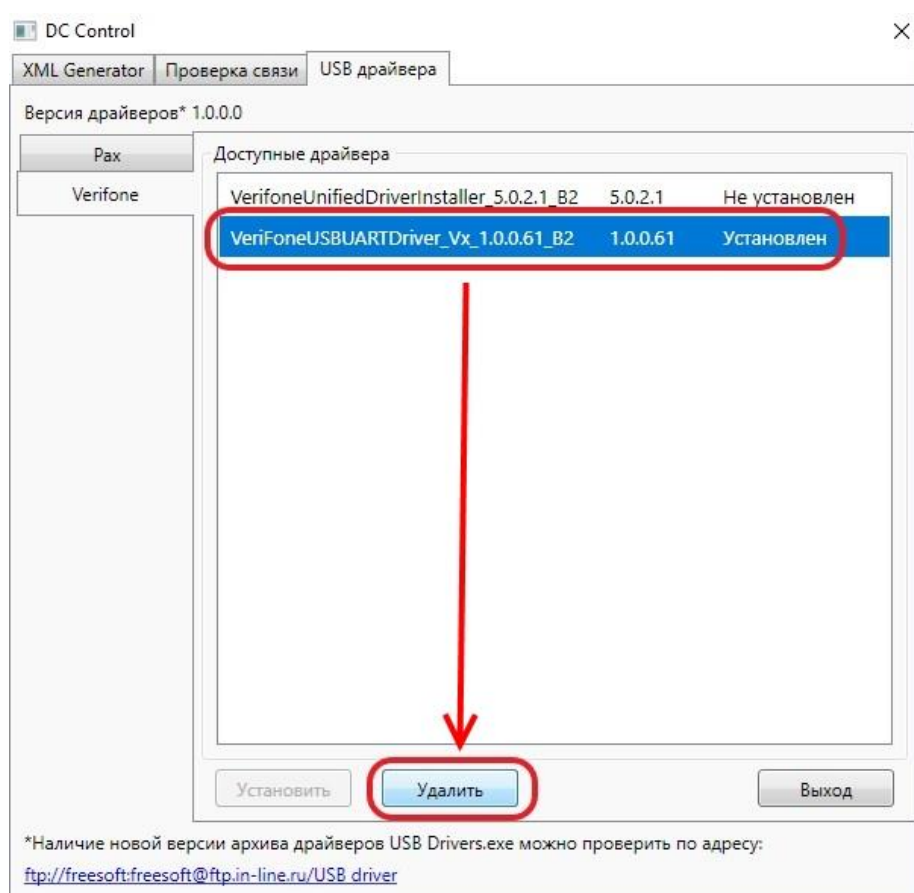 DC Control
XML Generator Проверка связи USB драйвера
Версия драйверов* 1.0.0.0
Pax
Verifone
Доступные драйвера
VerifoneUnifiedDriverInstaller_5.0.2.1_B2 5.0.2.1 Не установлен
VeriFoneUSBUARTDriver_Vx_1.0.0.61_B2 1.0.0.61 Установлен
Установить Удалить Выход
*Наличие новой версии архива драйверов USB Drivers.exe можно проверить по адресу:
ftp://freesoft:freesoft@ftp.in-line.ru/USB driver